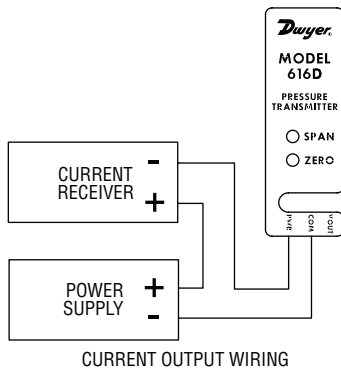 Dwyer®
MODEL
616D
PRESSURE
TRANSMITTER
SPAN
ZERO
PWR
COM
VOUT
CURRENT
RECEIVER
-
+
POWER
SUPPLY
+
-
CURRENT OUTPUT WIRING